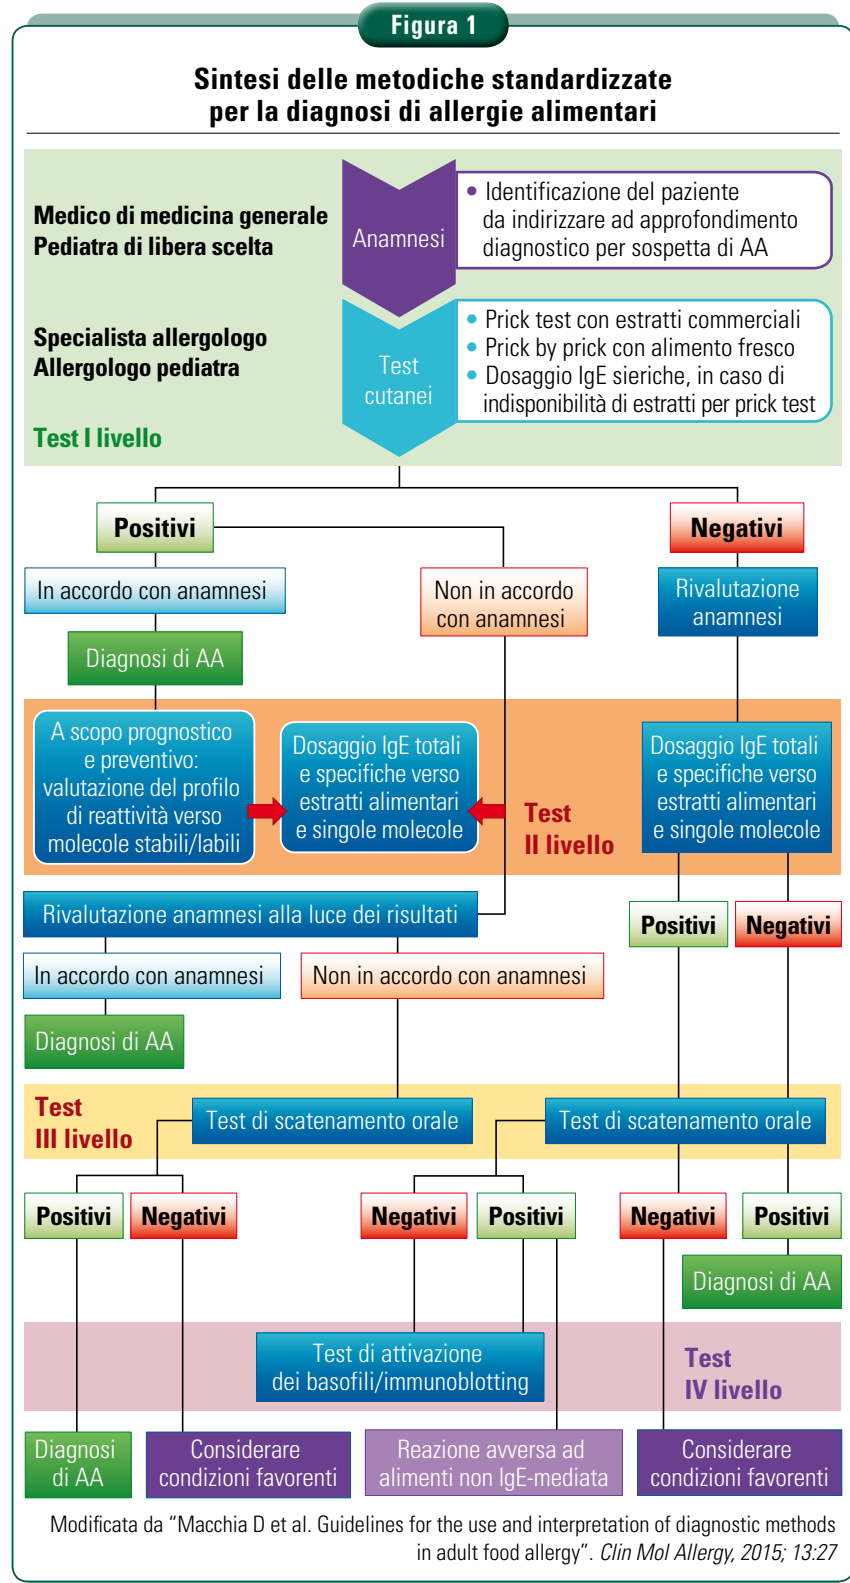 Figura 1
Sintesi delle metodiche standardizzate
per la diagnosi di allergie alimentari
Medico di medicina generale
Pediatra di libera scelta
Anamnesi
• Identificazione del paziente
da indirizzare ad approfondimento
diagnostico per sospetta di AA
Specialista allergologo
Allergologo pediatra
Test I livello
Test
cutanei
• Prick test con estratti commerciali
• Prick by prick con alimento fresco
• Dosaggio IgE sieriche, in caso di
indisponibilità di estratti per prick test
Positivi
Negativi
In accordo con anamnesi
Non in accordo
con anamnesi
Rivalutazione
anamnesi
Diagnosi di AA
A scopo prognostico
e preventivo:
valutazione del profilo
di reattività verso
molecole stabili/labili
Dosaggio IgE totali
e specifiche verso
estratti alimentari
e singole molecole
Test
II livello
Dosaggio IgE totali
e specifiche verso
estratti alimentari
e singole molecole
Rivalutazione anamnesi alla luce dei risultati
Positivi
Negativi
In accordo con anamnesi
Non in accordo con anamnesi
Diagnosi di AA
Test
III livello
Test di scatenamento orale
Test di scatenamento orale
Positivi
Negativi
Negativi
Positivi
Negativi
Positivi
Diagnosi di AA
Test di attivazione
dei basofili/immunoblotting
Test
IV livello
Diagnosi
di AA
Considerare
condizioni favorenti
Reazione avversa ad
alimenti non IgE-mediata
Considerare
condizioni favorenti
Modificata da “Macchia D et al. Guidelines for the use and interpretation of diagnostic methods
in adult food allergy”. Clin Mol Allergy, 2015; 13:27